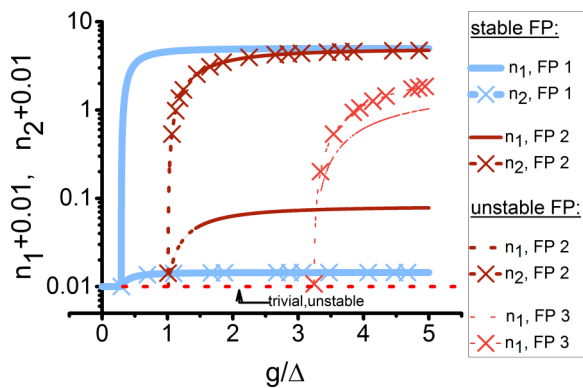 n₁+0.01, n₂+0.01
10
1
0.1
0.01
trivial,unstable
0 1 2 3 4 5
g/Δ
stable FP:
n₁, FP 1
n₂, FP 1
n₁, FP 2
n₂, FP 2
unstable FP:
n₁, FP 2
n₂, FP 2
n₁, FP 3
n₁, FP 3